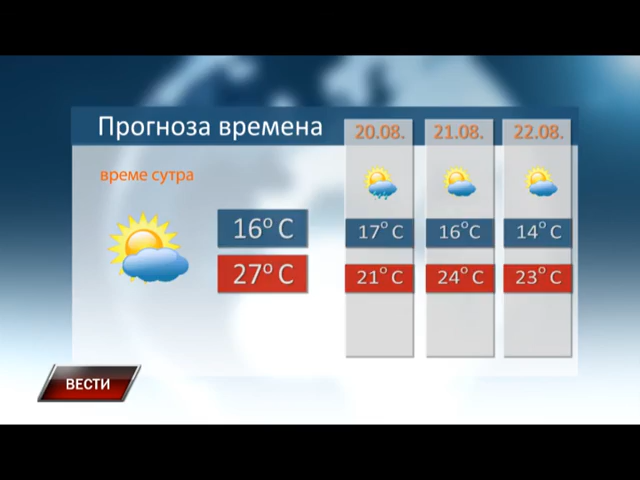 Прогноза времена
време сутра
16° C
27° C
20.08.
17° C
21° C
21.08.
16° C
24° C
22.08.
14° C
23° C
ВЕСТИ